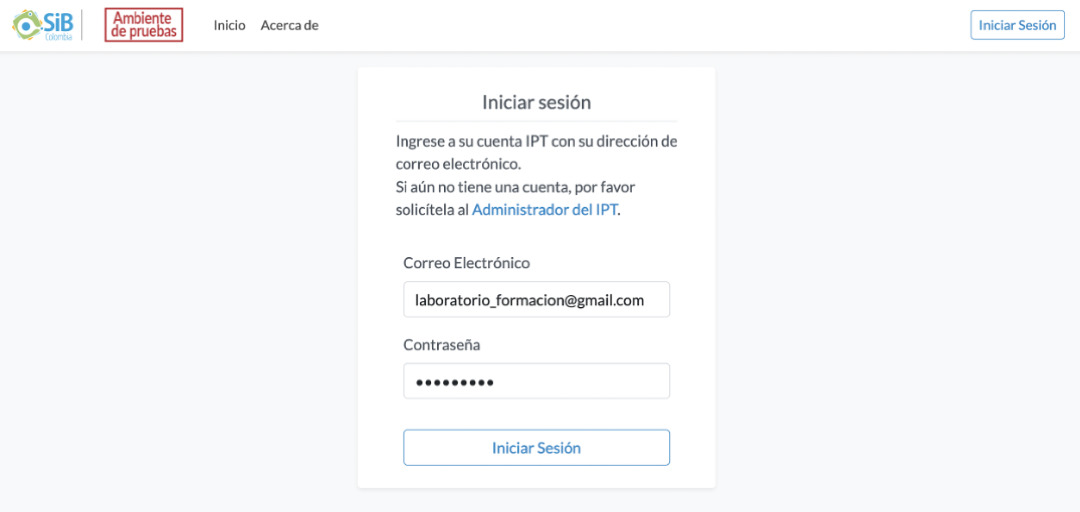 SiB
Colombia
Ambiente
de pruebas
Inicio
Acerca de
Iniciar Sesión
Iniciar sesión
Ingrese a su cuenta IPT con su dirección de
correo electrónico.
Si aún no tiene una cuenta, por favor
solicítela al Administrador del IPT.
Correo Electrónico
laboratorio_formacion@gmail.com
Contraseña
•••••••••
Iniciar Sesión